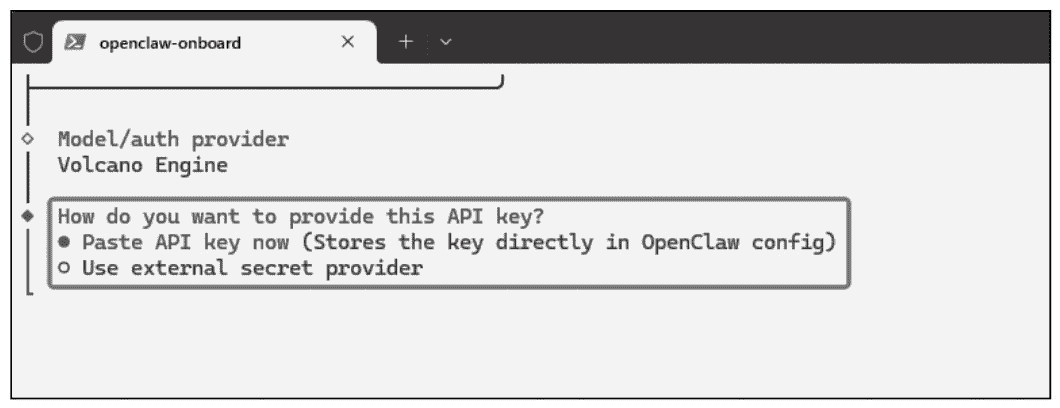 openclaw-onboard
Model/auth provider
Volcano Engine
How do you want to provide this API key?
Paste API key now (Stores the key directly in OpenClaw config)
Use external secret provider